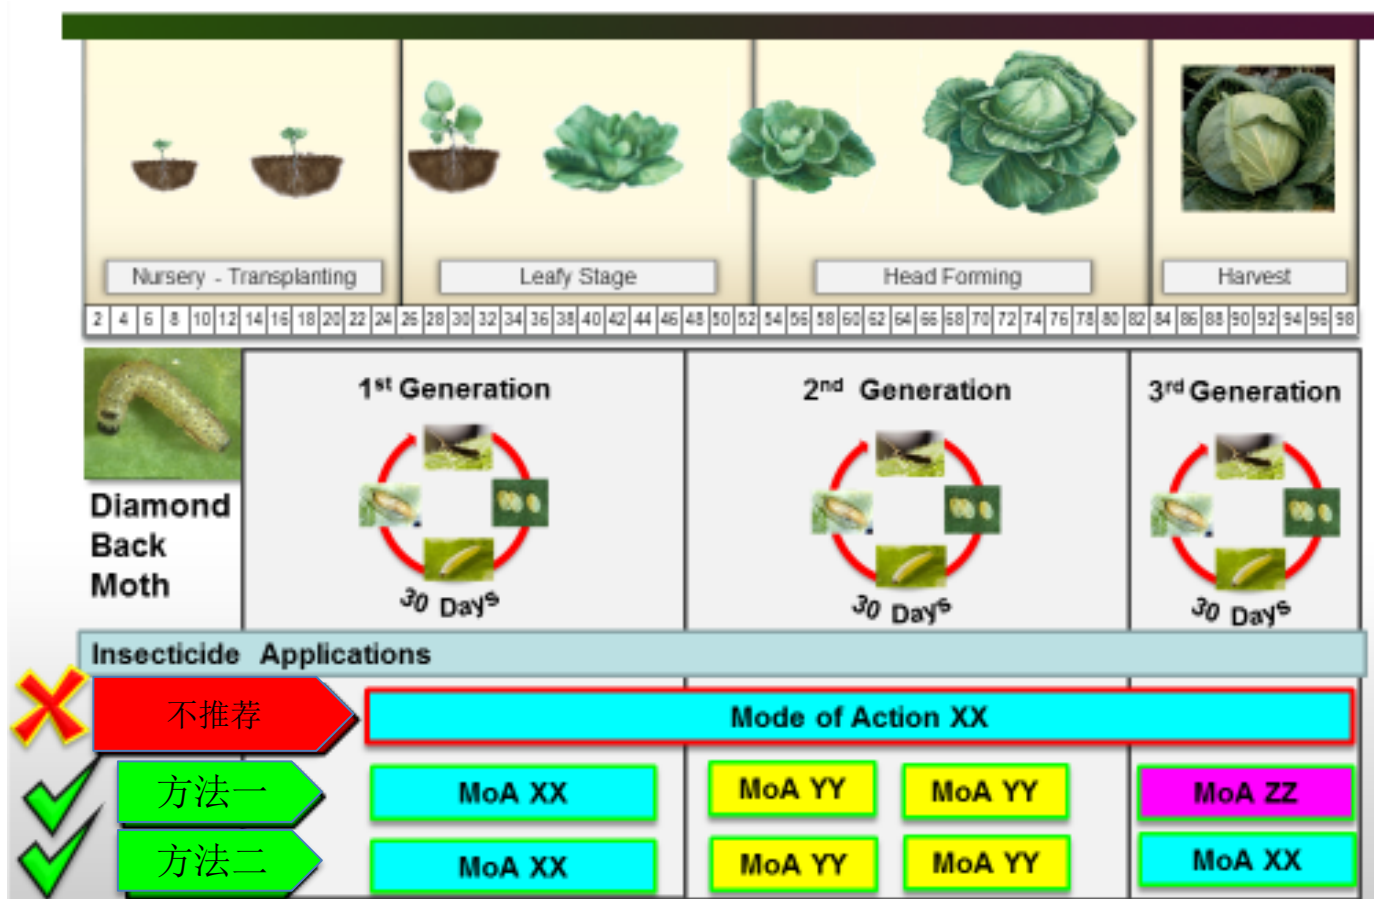 Nursery - Transplanting
Leafy Stage
Head Forming
Harvest
2 4 6 8 10 12 14 16 18 20 22 24 26 28 30 32 34 36 38 40 42 44 46 48 50 52 54 56 58 60 62 64 66 68 70 72 74 76 78 80 82 84 86 88 90 92 94 96 98
1st Generation
2nd Generation
3rd Generation
Diamond
Back
Moth
30 Days
30 Days
30 Days
Insecticide Applications
不推荐
Mode of Action XX
方法一
MoA XX
MoA YY
MoA YY
MoA ZZ
方法二
MoA XX
MoA YY
MoA YY
MoA XX